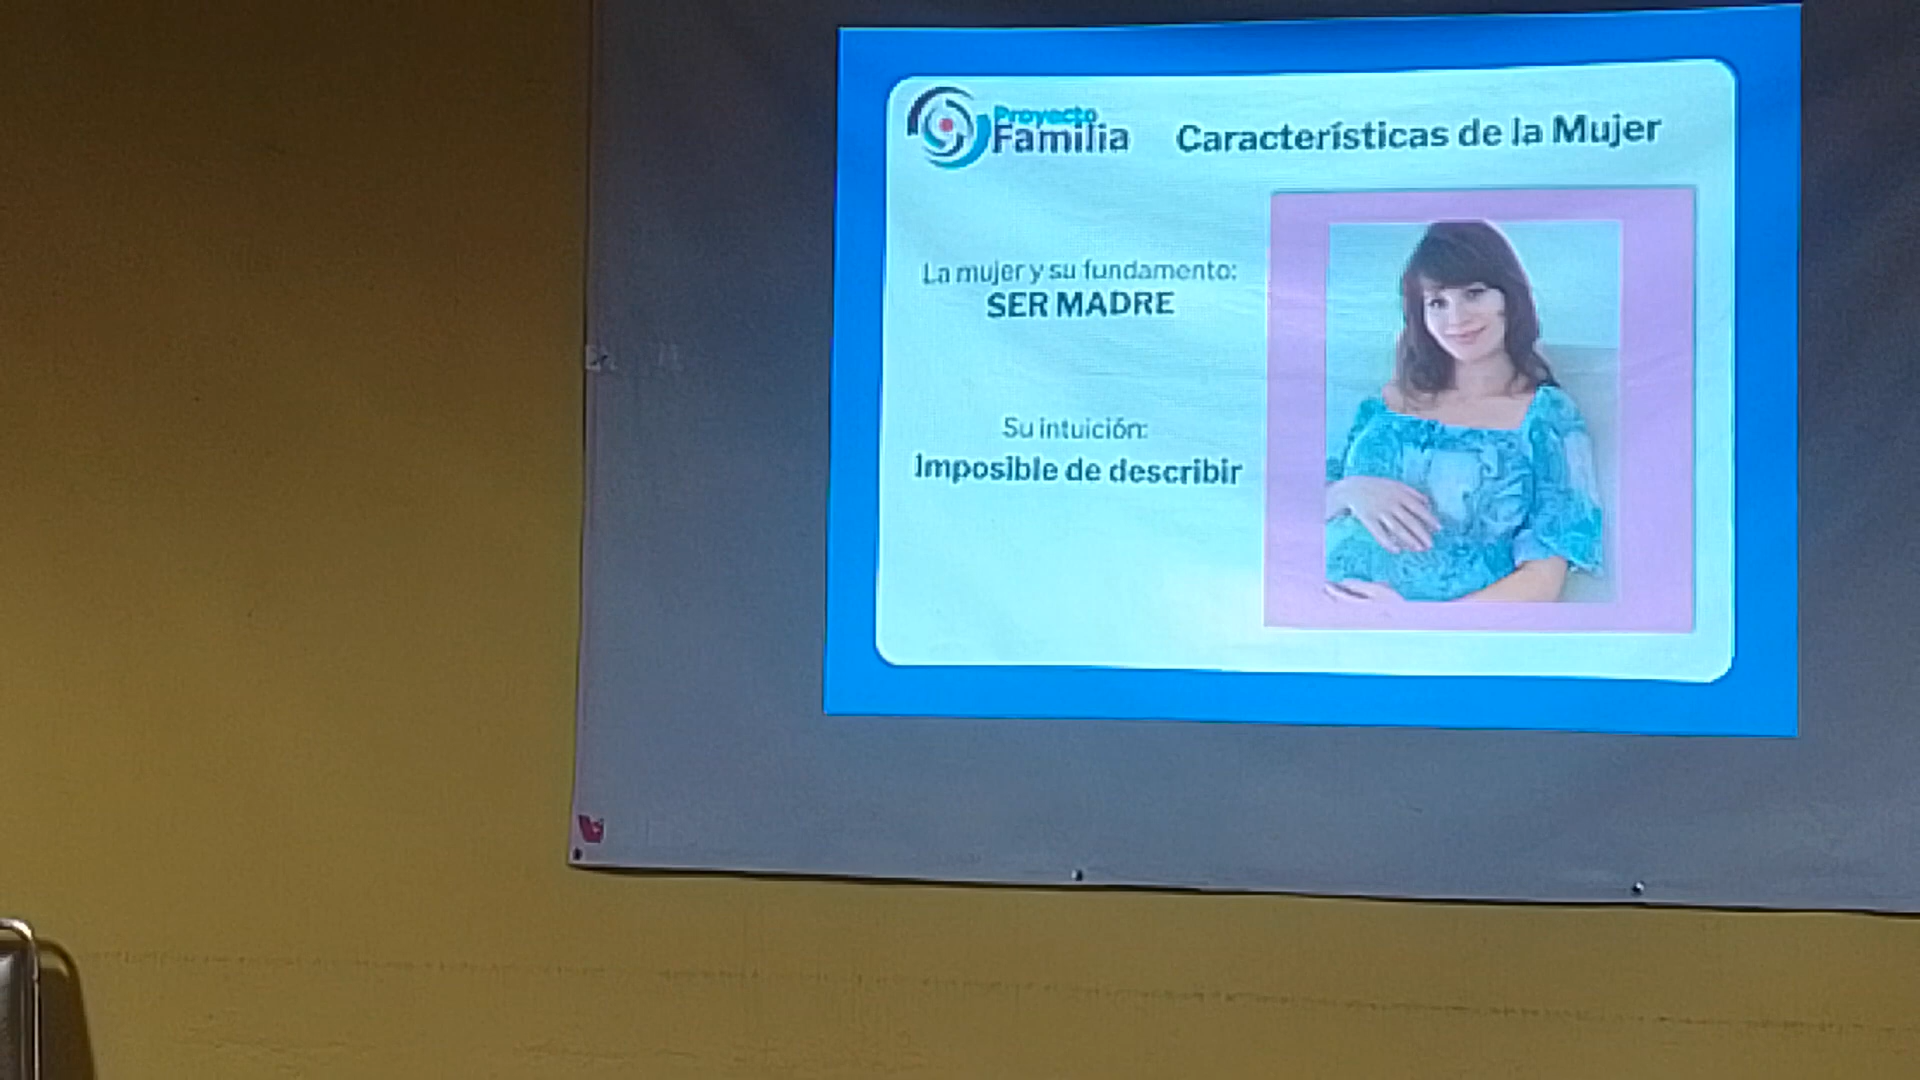 Proyecto
Familia
Características de la Mujer
La mujer y su fundamento:
SER MADRE
Su intuición:
Imposible de describir